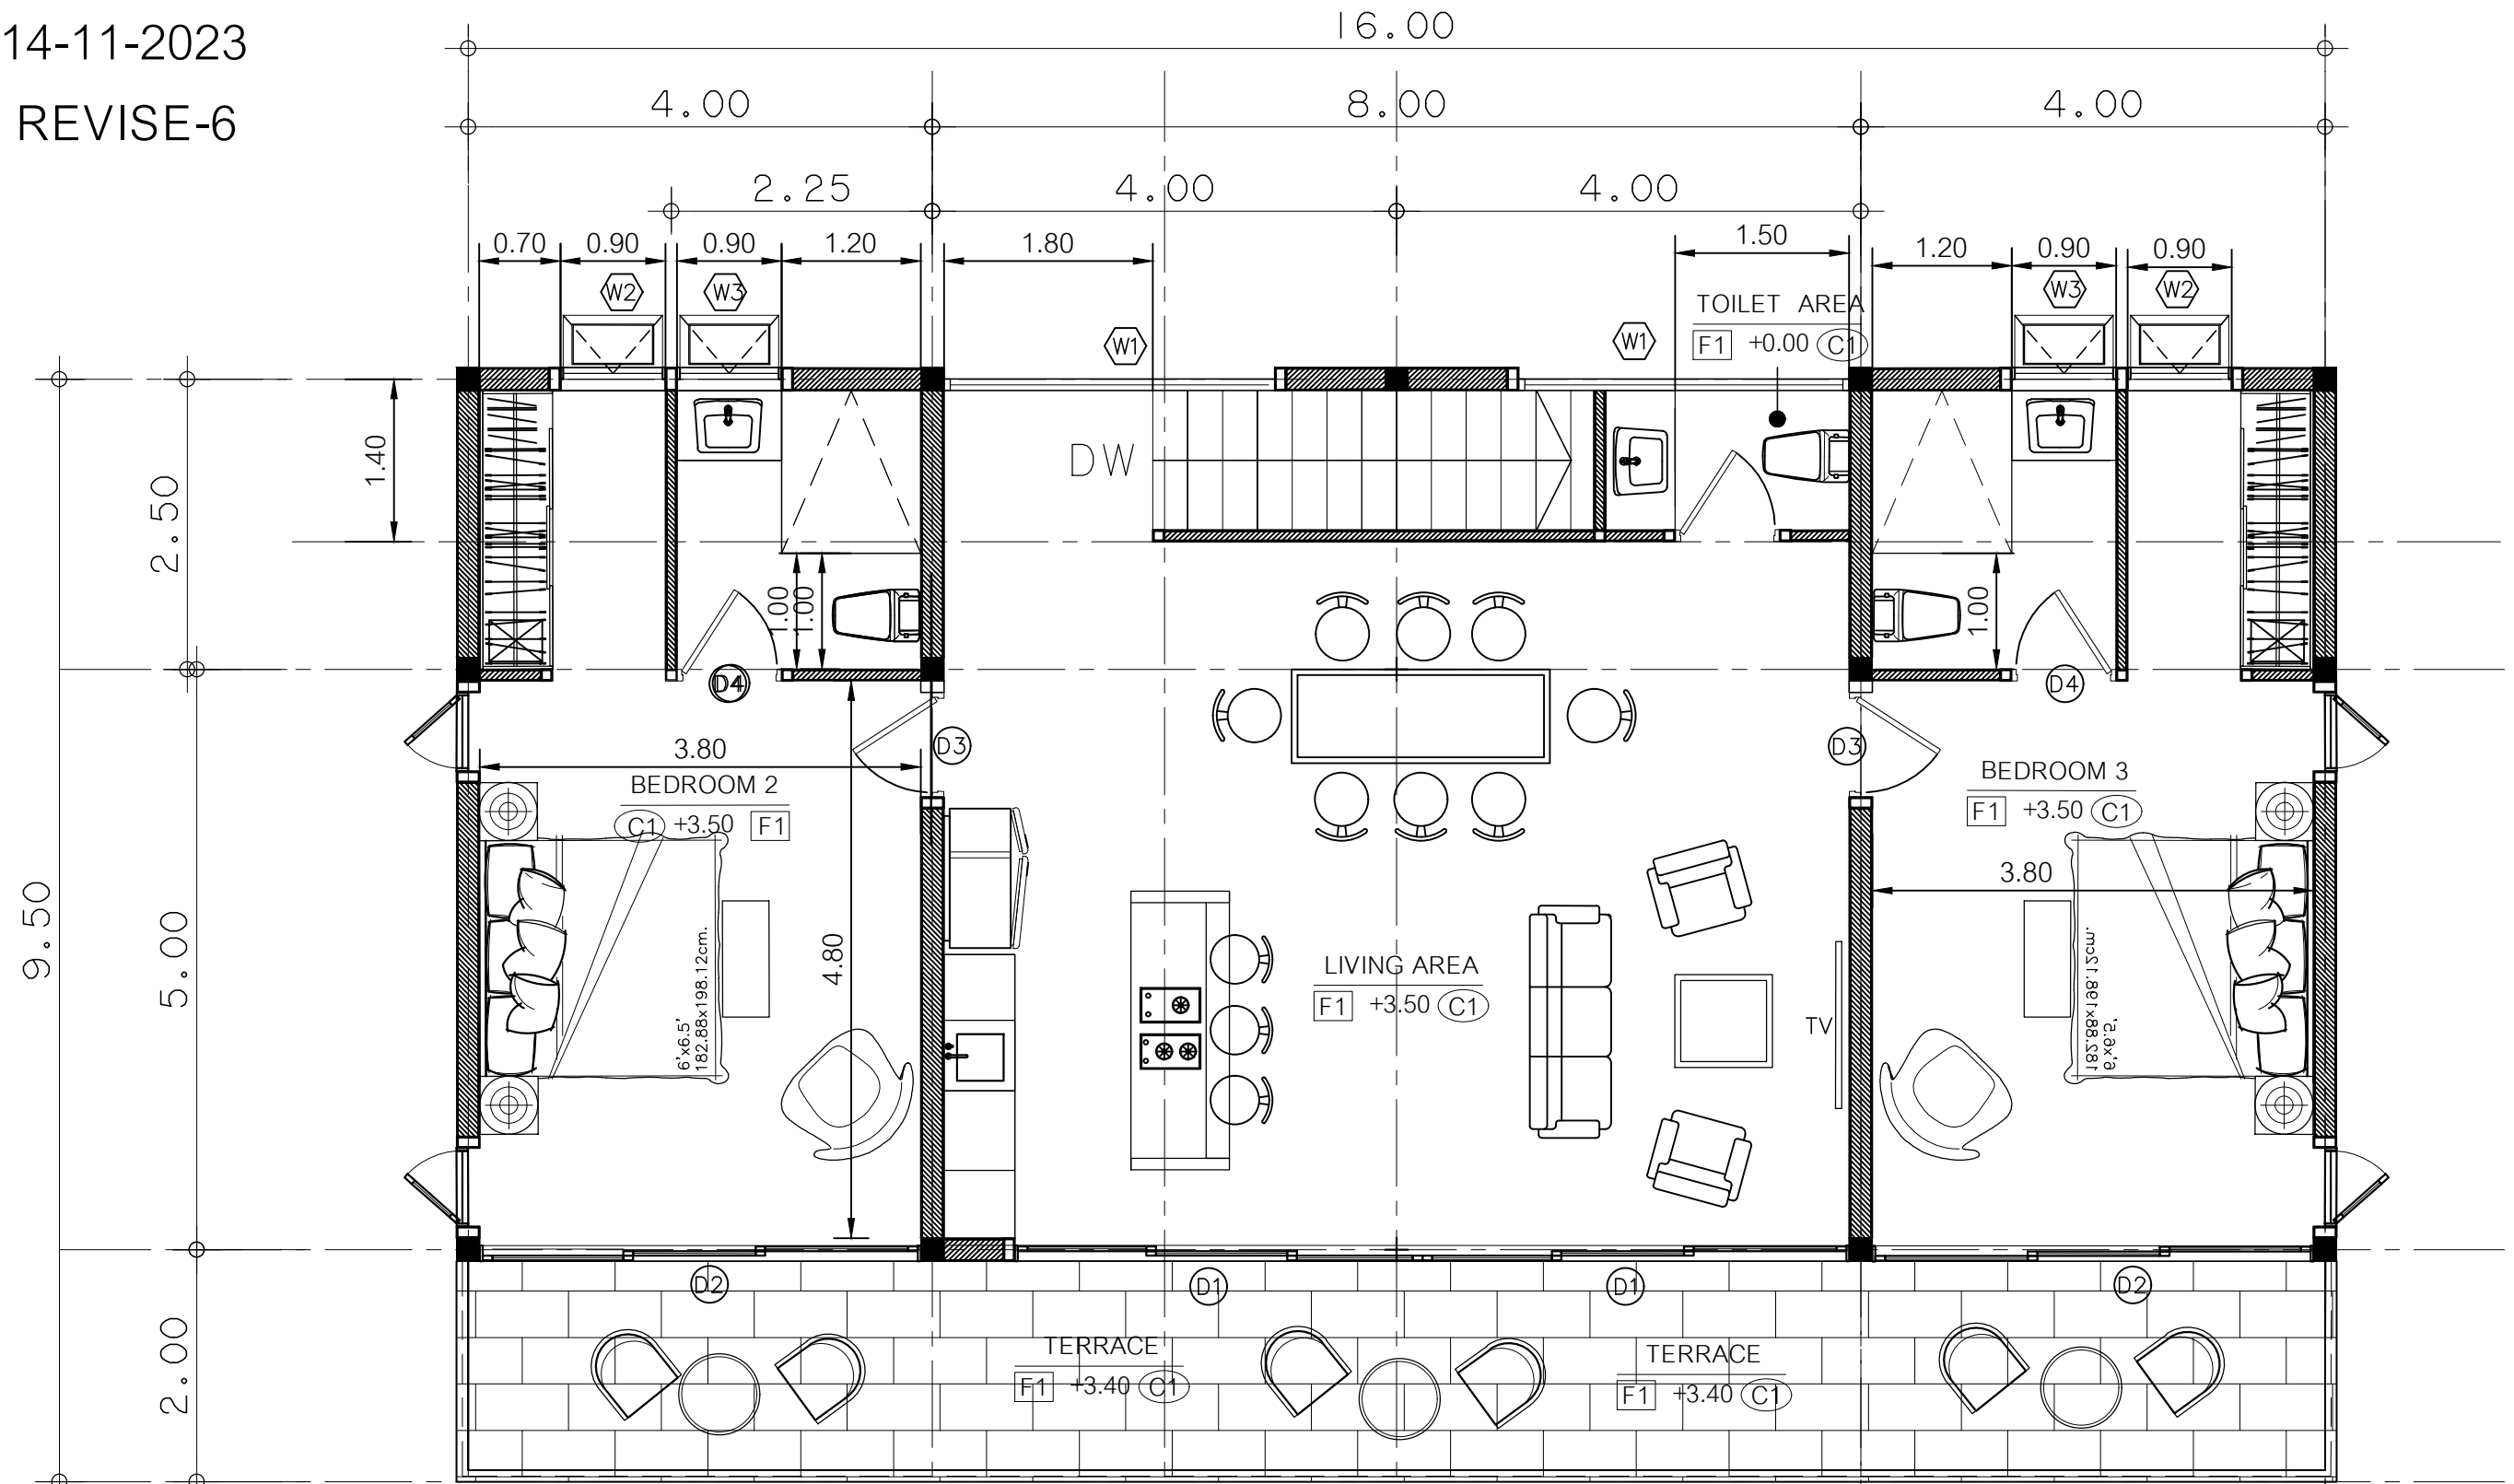 14-11-2023
REVISE-6
16.00
4.00 8.00 4.00
2.25 4.00 4.00
0.70 0.90 0.90 1.20 1.80 1.50 1.20 0.90 0.90
W2 W3 W3 W2
TOILET AREA
W1 W1 F1 +0.00 C1
1.40
DW
2.50
1.00 1.00 1.00
D4 D4
D3 D3
3.80
BEDROOM 2
C1 +3.50 F1
BEDROOM 3
F1 +3.50 C1
3.80
9.50
5.00
4.80
6'x6.5'
182.88x198.12cm.
LIVING AREA
F1 +3.50 C1
TV
182.88x198.12cm.
6'x6.5'
D2 D1 D1 D2
2.00
TERRACE
F1 +3.40 C1
TERRACE
F1 +3.40 C1